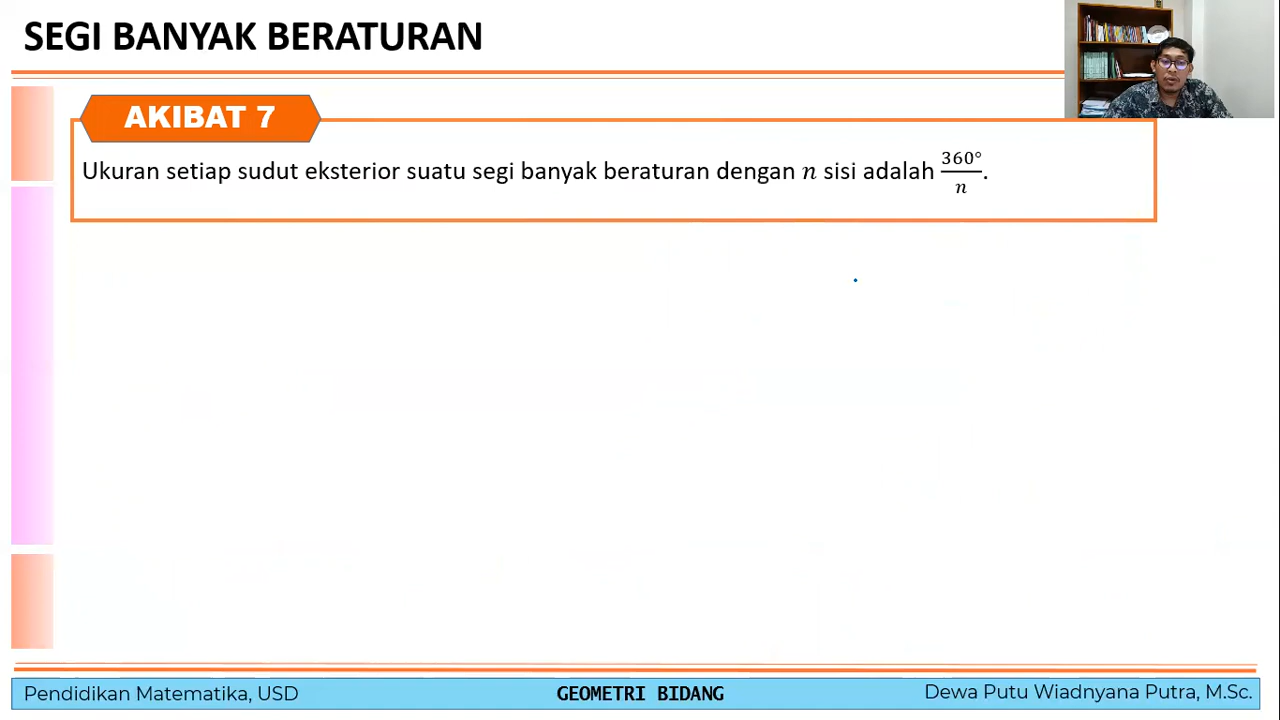 SEGI BANYAK BERATURAN
AKIBAT 7
Ukuran setiap sudut eksterior suatu segi banyak beraturan dengan n sisi adalah 360°/n.
Pendidikan Matematika, USD
GEOMETRI BIDANG
Dewa Putu Wiadnyana Putra, M.Sc.